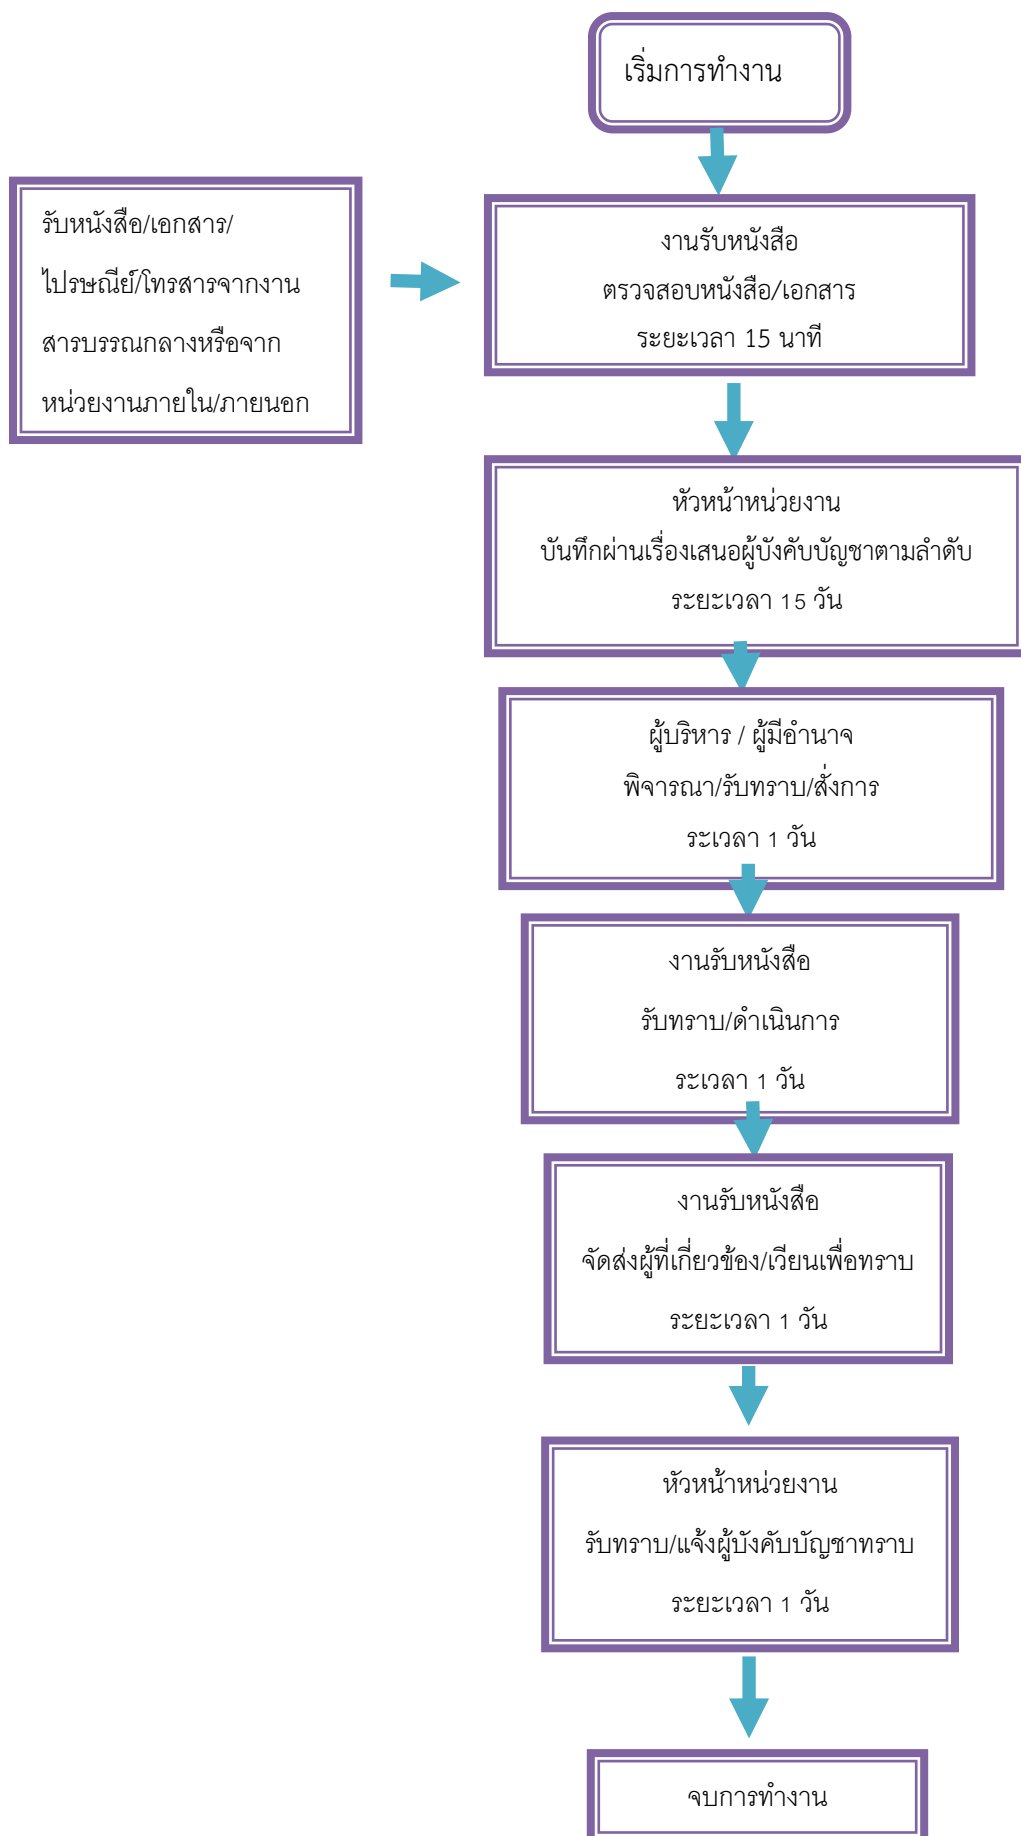 เริ่มการทำงาน
รับหนังสือ/เอกสาร/
ไปรษณีย์/โทรสารจากงาน
สารบรรณกลางหรือจาก
หน่วยงานภายใน/ภายนอก
งานรับหนังสือ
ตรวจสอบหนังสือ/เอกสาร
ระยะเวลา 15 นาที
หัวหน้าหน่วยงาน
บันทึกผ่านเรื่องเสนอผู้บังคับบัญชาตามลำดับ
ระยะเวลา 15 วัน
ผู้บริหาร / ผู้มีอำนาจ
พิจารณา/รับทราบ/สั่งการ
ระเวลา 1 วัน
งานรับหนังสือ
รับทราบ/ดำเนินการ
ระเวลา 1 วัน
งานรับหนังสือ
จัดส่งผู้ที่เกี่ยวข้อง/เวียนเพื่อทราบ
ระยะเวลา 1 วัน
หัวหน้าหน่วยงาน
รับทราบ/แจ้งผู้บังคับบัญชาทราบ
ระยะเวลา 1 วัน
จบการทำงาน